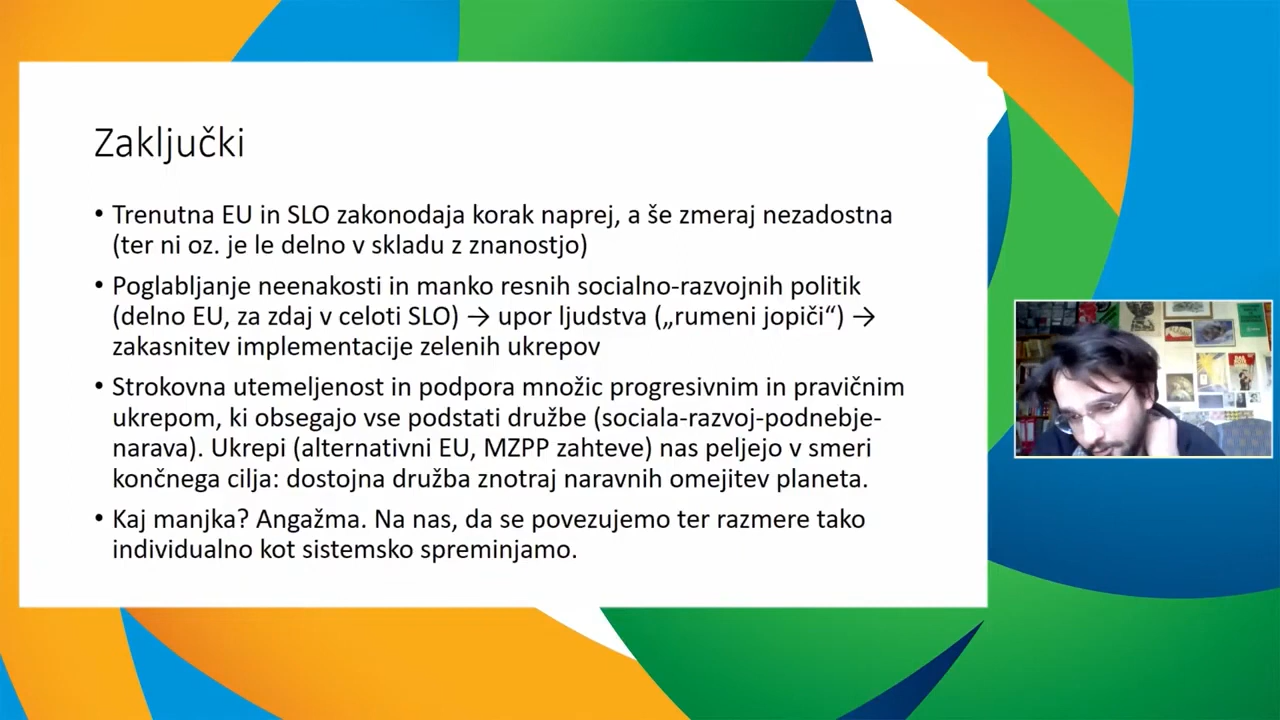 Zaključki
• Trenutna EU in SLO zakonodaja korak naprej, a še zmeraj nezadostna
(ter ni oz. je le delno v skladu z znanostjo)
• Poglabljanje neenakosti in manko resnih socialno-razvojnih politik
(delno EU, za zdaj v celoti SLO) → upor ljudstva („rumeni jopiči“) →
zakasnitev implementacije zelenih ukrepov
• Strokovna utemeljenost in podpora množic progresivnim in pravičnim
ukrepom, ki obsegajo vse podstati družbe (sociala-razvoj-podnebje-
narava). Ukrepi (alternativni EU, MZPP zahteve) nas peljejo v smeri
končnega cilja: dostojna družba znotraj naravnih omejitev planeta.
• Kaj manjka? Angažma. Na nas, da se povezujemo ter razmere tako
individualno kot sistemsko spreminjamo.